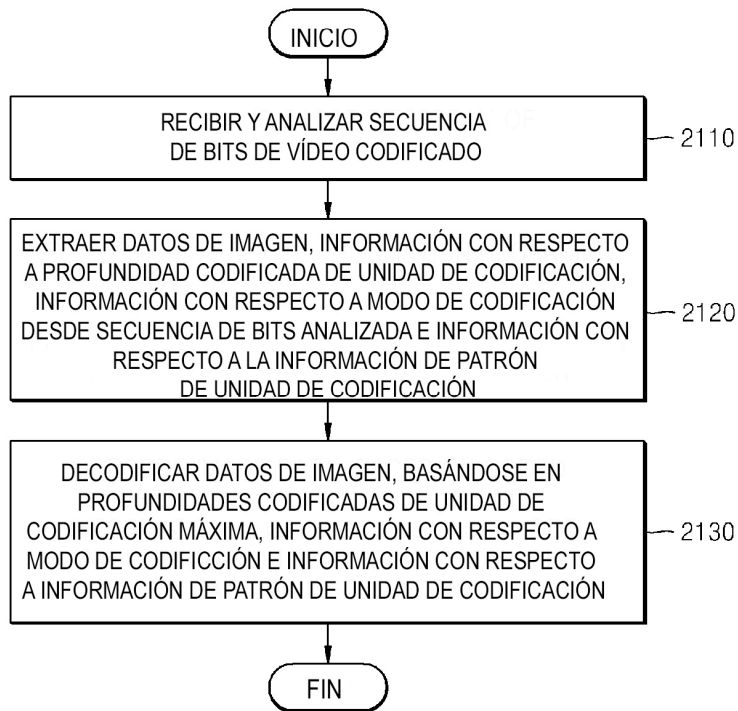 INICIO
RECIBIR Y ANALIZAR SECUENCIA
DE BITS DE VÍDEO CODIFICADO
2110
EXTRAER DATOS DE IMAGEN, INFORMACIÓN CON RESPECTO
A PROFUNDIDAD CODIFICADA DE UNIDAD DE CODIFICACIÓN,
INFORMACIÓN CON RESPECTO A MODO DE CODIFICACIÓN
DESDE SECUENCIA DE BITS ANALIZADA E INFORMACIÓN CON
RESPECTO A LA INFORMACIÓN DE PATRÓN
DE UNIDAD DE CODIFICACIÓN
2120
DECODIFICAR DATOS DE IMAGEN, BASÁNDOSE EN
PROFUNDIDADES CODIFICADAS DE UNIDAD DE
CODIFICACIÓN MÁXIMA, INFORMACIÓN CON RESPECTO A
MODO DE CODIFICCIÓN E INFORMACIÓN CON RESPECTO
A INFORMACIÓN DE PATRÓN DE UNIDAD DE CODIFICACIÓN
2130
FIN